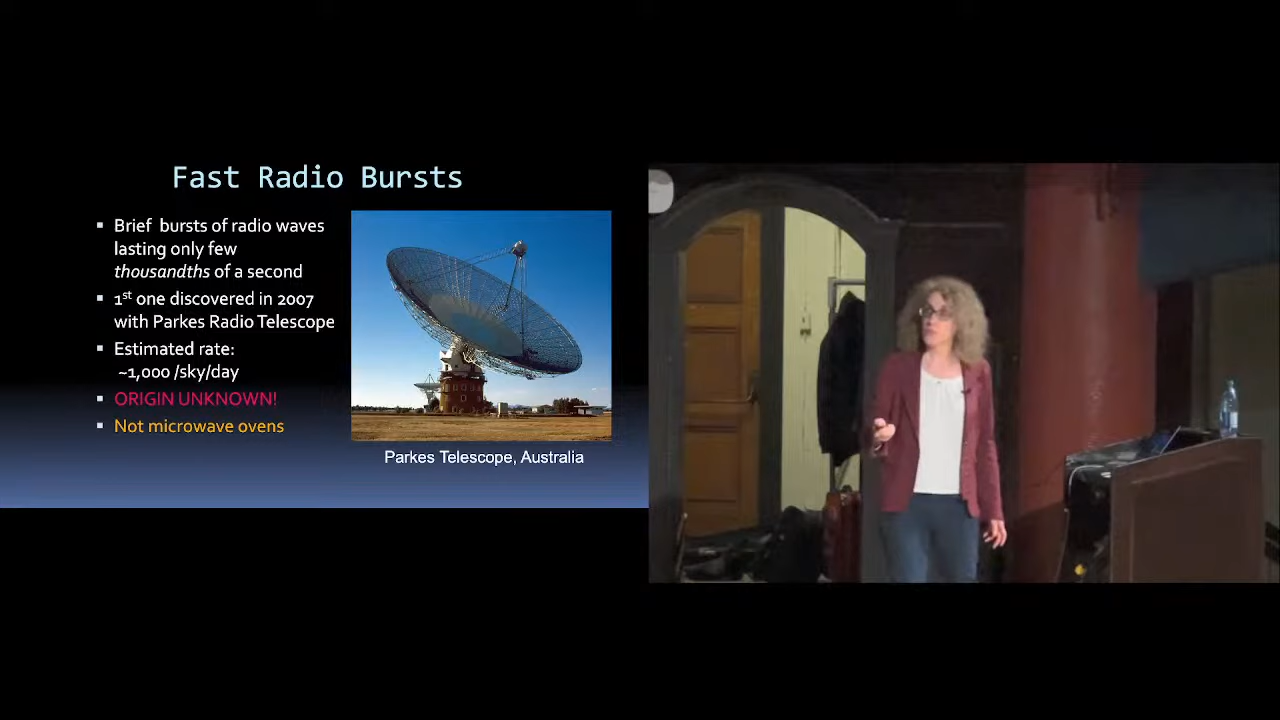 Fast Radio Bursts
▪ Brief bursts of radio waves
lasting only few
thousandths of a second
▪ 1st one discovered in 2007
with Parkes Radio Telescope
▪ Estimated rate:
~1,000 /sky/day
▪ ORIGIN UNKNOWN!
▪ Not microwave ovens
Parkes Telescope, Australia